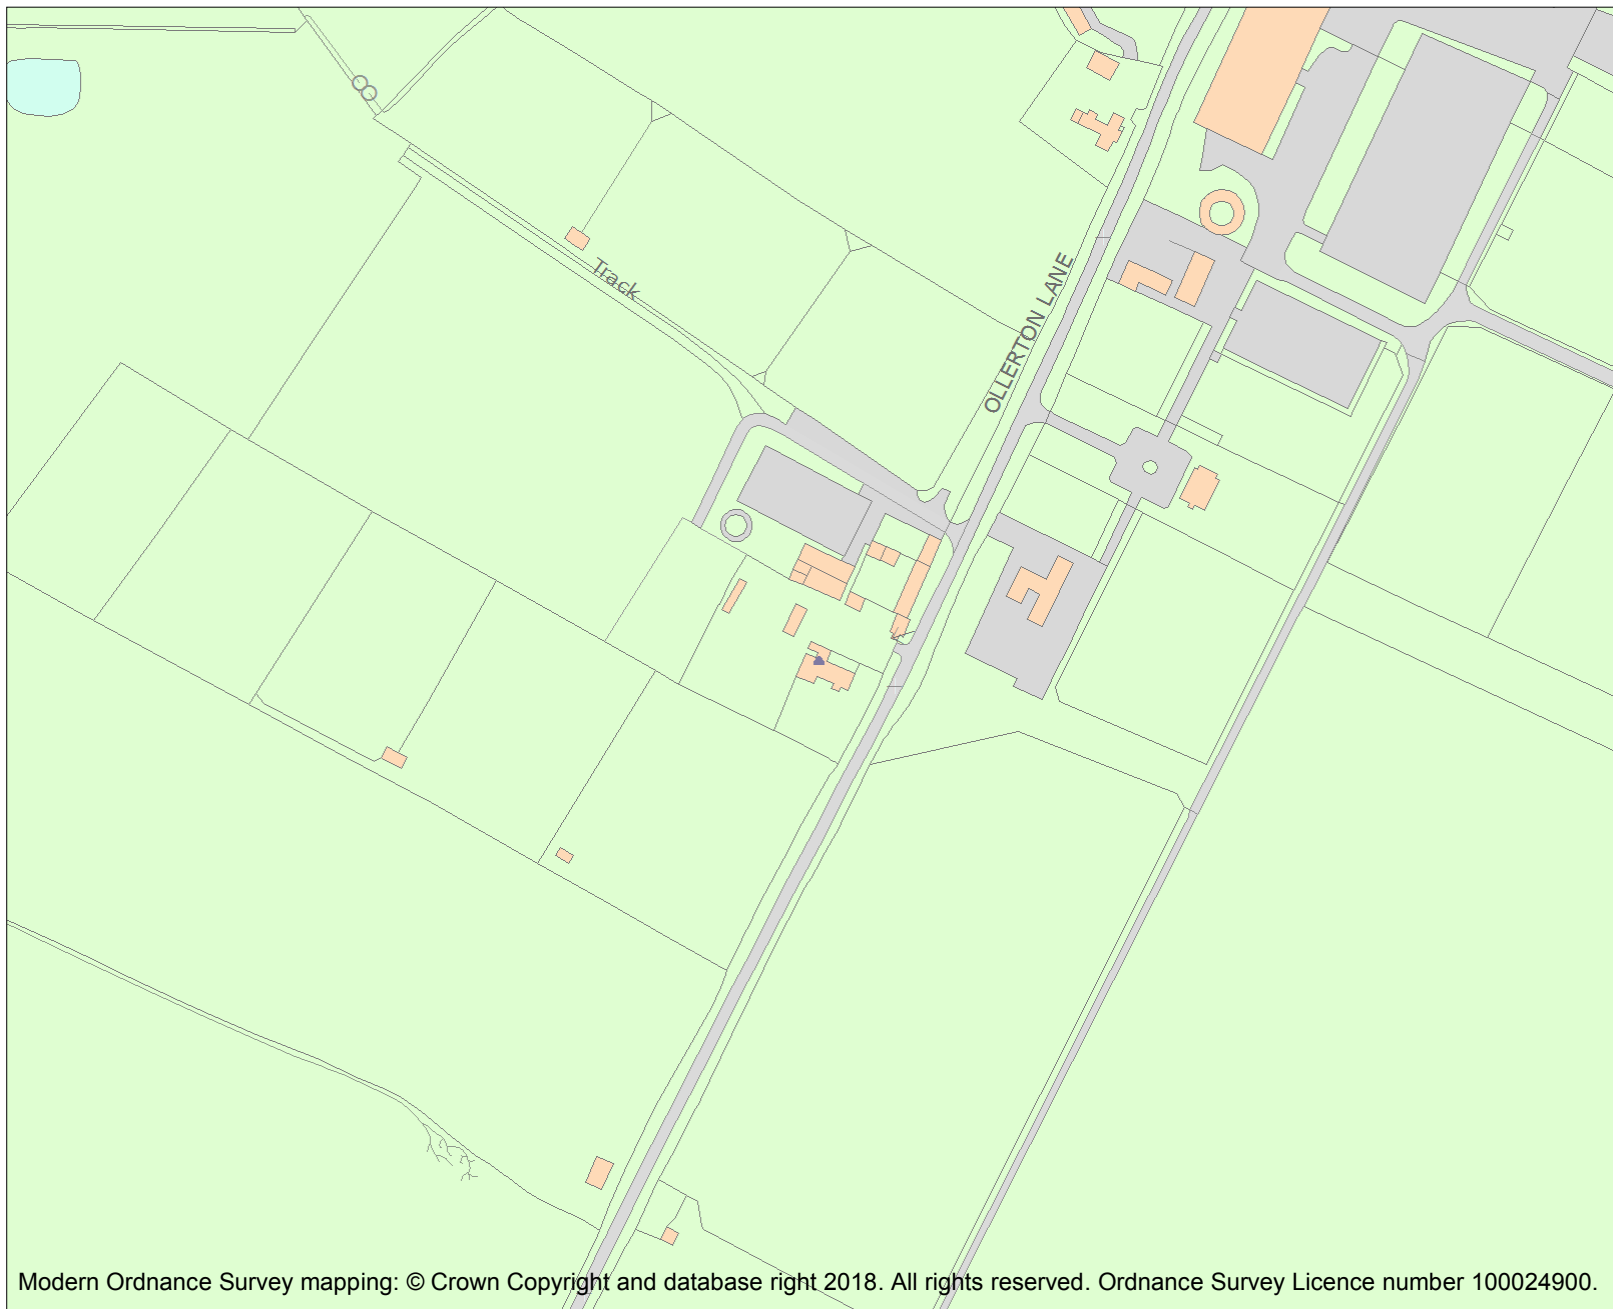 Track
OLLERTON LANE
Modern Ordnance Survey mapping: © Crown Copyright and database right 2018. All rights reserved. Ordnance Survey Licence number 100024900.